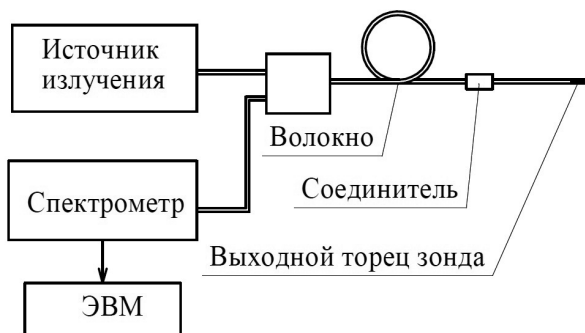 Источник
излучения
Волокно
Соединитель
Спектрометр
Выходной торец зонда
ЭВМ